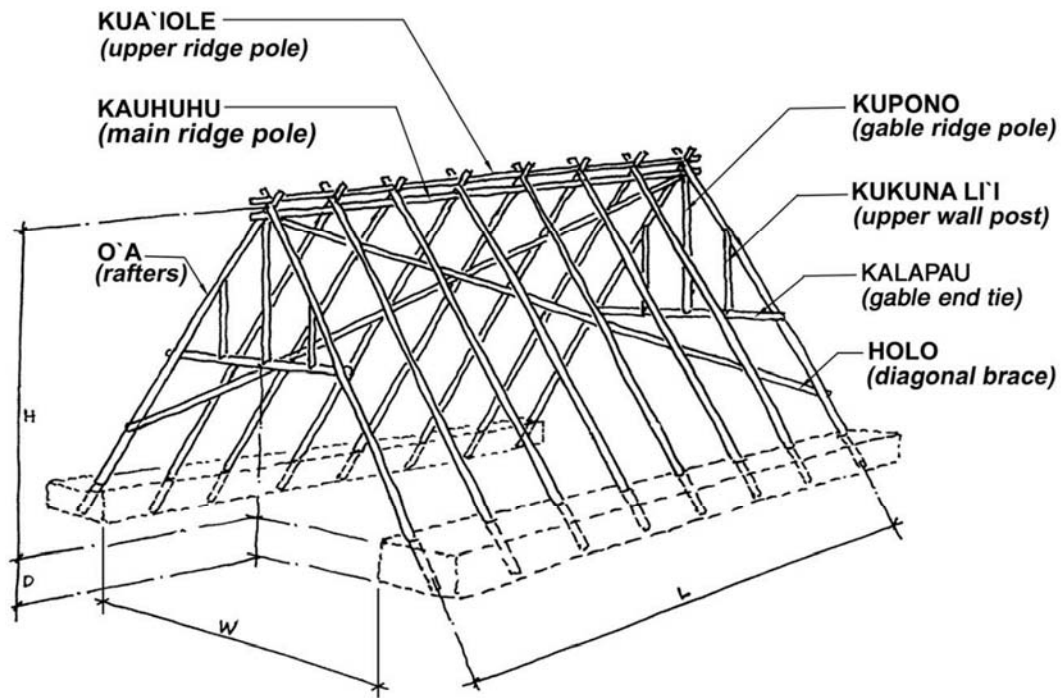 KUA`IOLE
(upper ridge pole)
KAUHUHU
(main ridge pole)
O`A
(rafters)
KUPONO
(gable ridge pole)
KUKUNA LI`I
(upper wall post)
KALAPAU
(gable end tie)
HOLO
(diagonal brace)
H
D
W
L